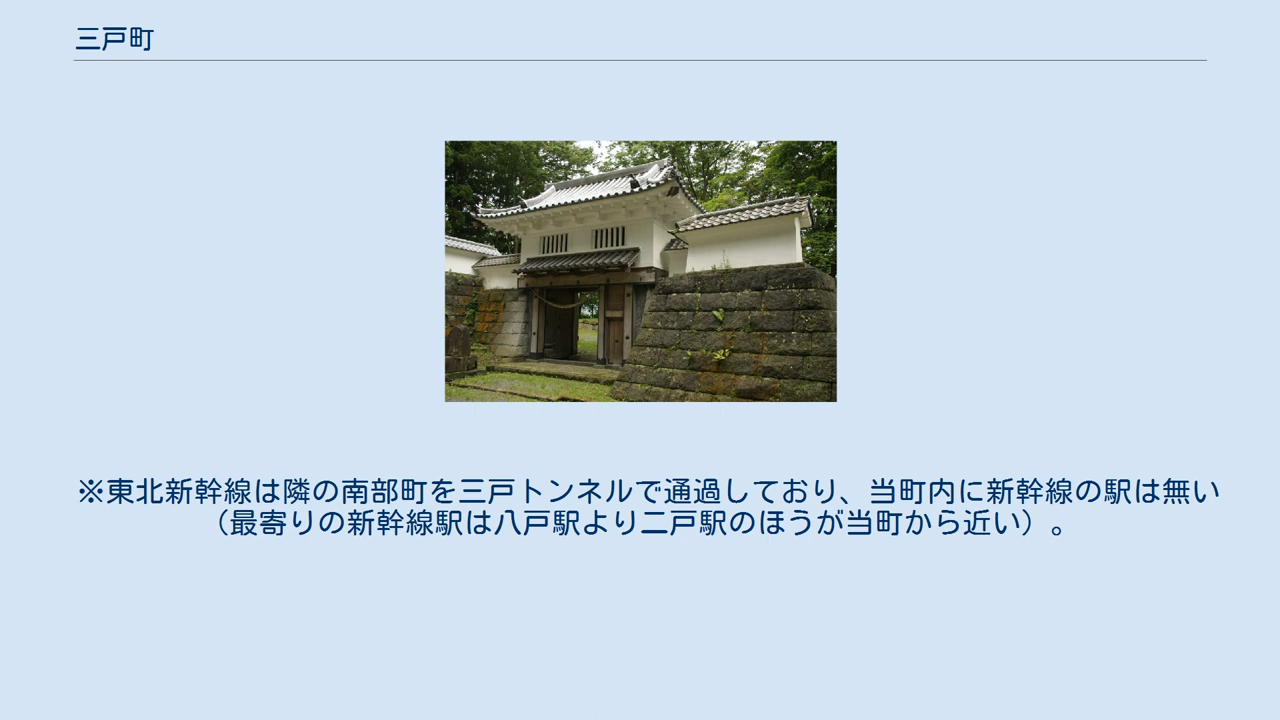 三戸町
※東北新幹線は隣の南部町を三戸トンネルで通過しており、当町内に新幹線の駅は無い
（最寄りの新幹線駅は八戸駅より二戸駅のほうが当町から近い）。